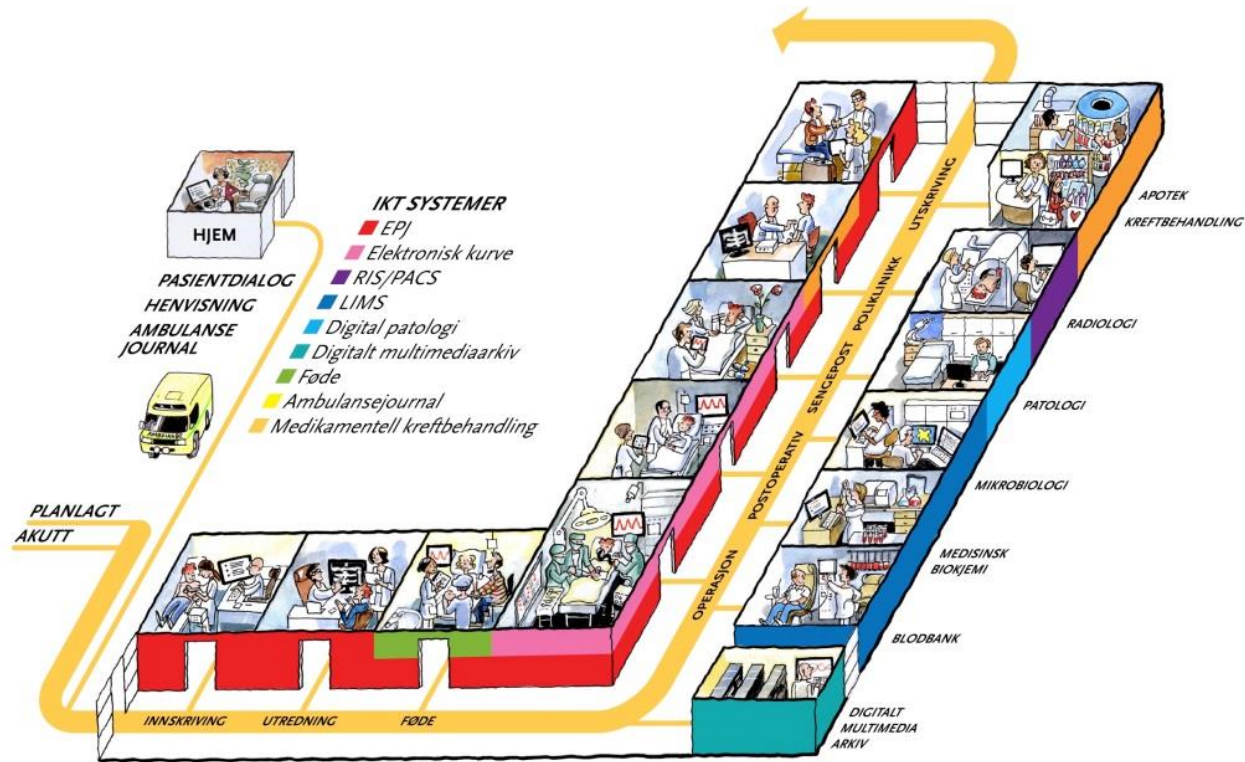 HJEM
PASIENTDIALOG
HENVISNING
AMBULANSE
JOURNAL
IKT SYSTEMER
EPJ
Elektronisk kurve
RIS/PACS
LIMS
Digital patologi
Digitalt multimediaarkiv
Føde
Ambulansejournal
Medikamentell kreftbehandling
PLANLAGT
AKUTT
INNSKRIVING
UTREDNING
FØDE
OPERASJON
POSTOPERATIV
SENGEPOST
POLIKLINIKK
UTSKRIVING
APOTEK
KREFTBEHANDLING
RADIOLOGI
PATOLOGI
MIKROBIOLOGI
MEDISINSK
BIOKJEMI
BLODBANK
DIGITALT
MULTIMEDIA
ARKIV